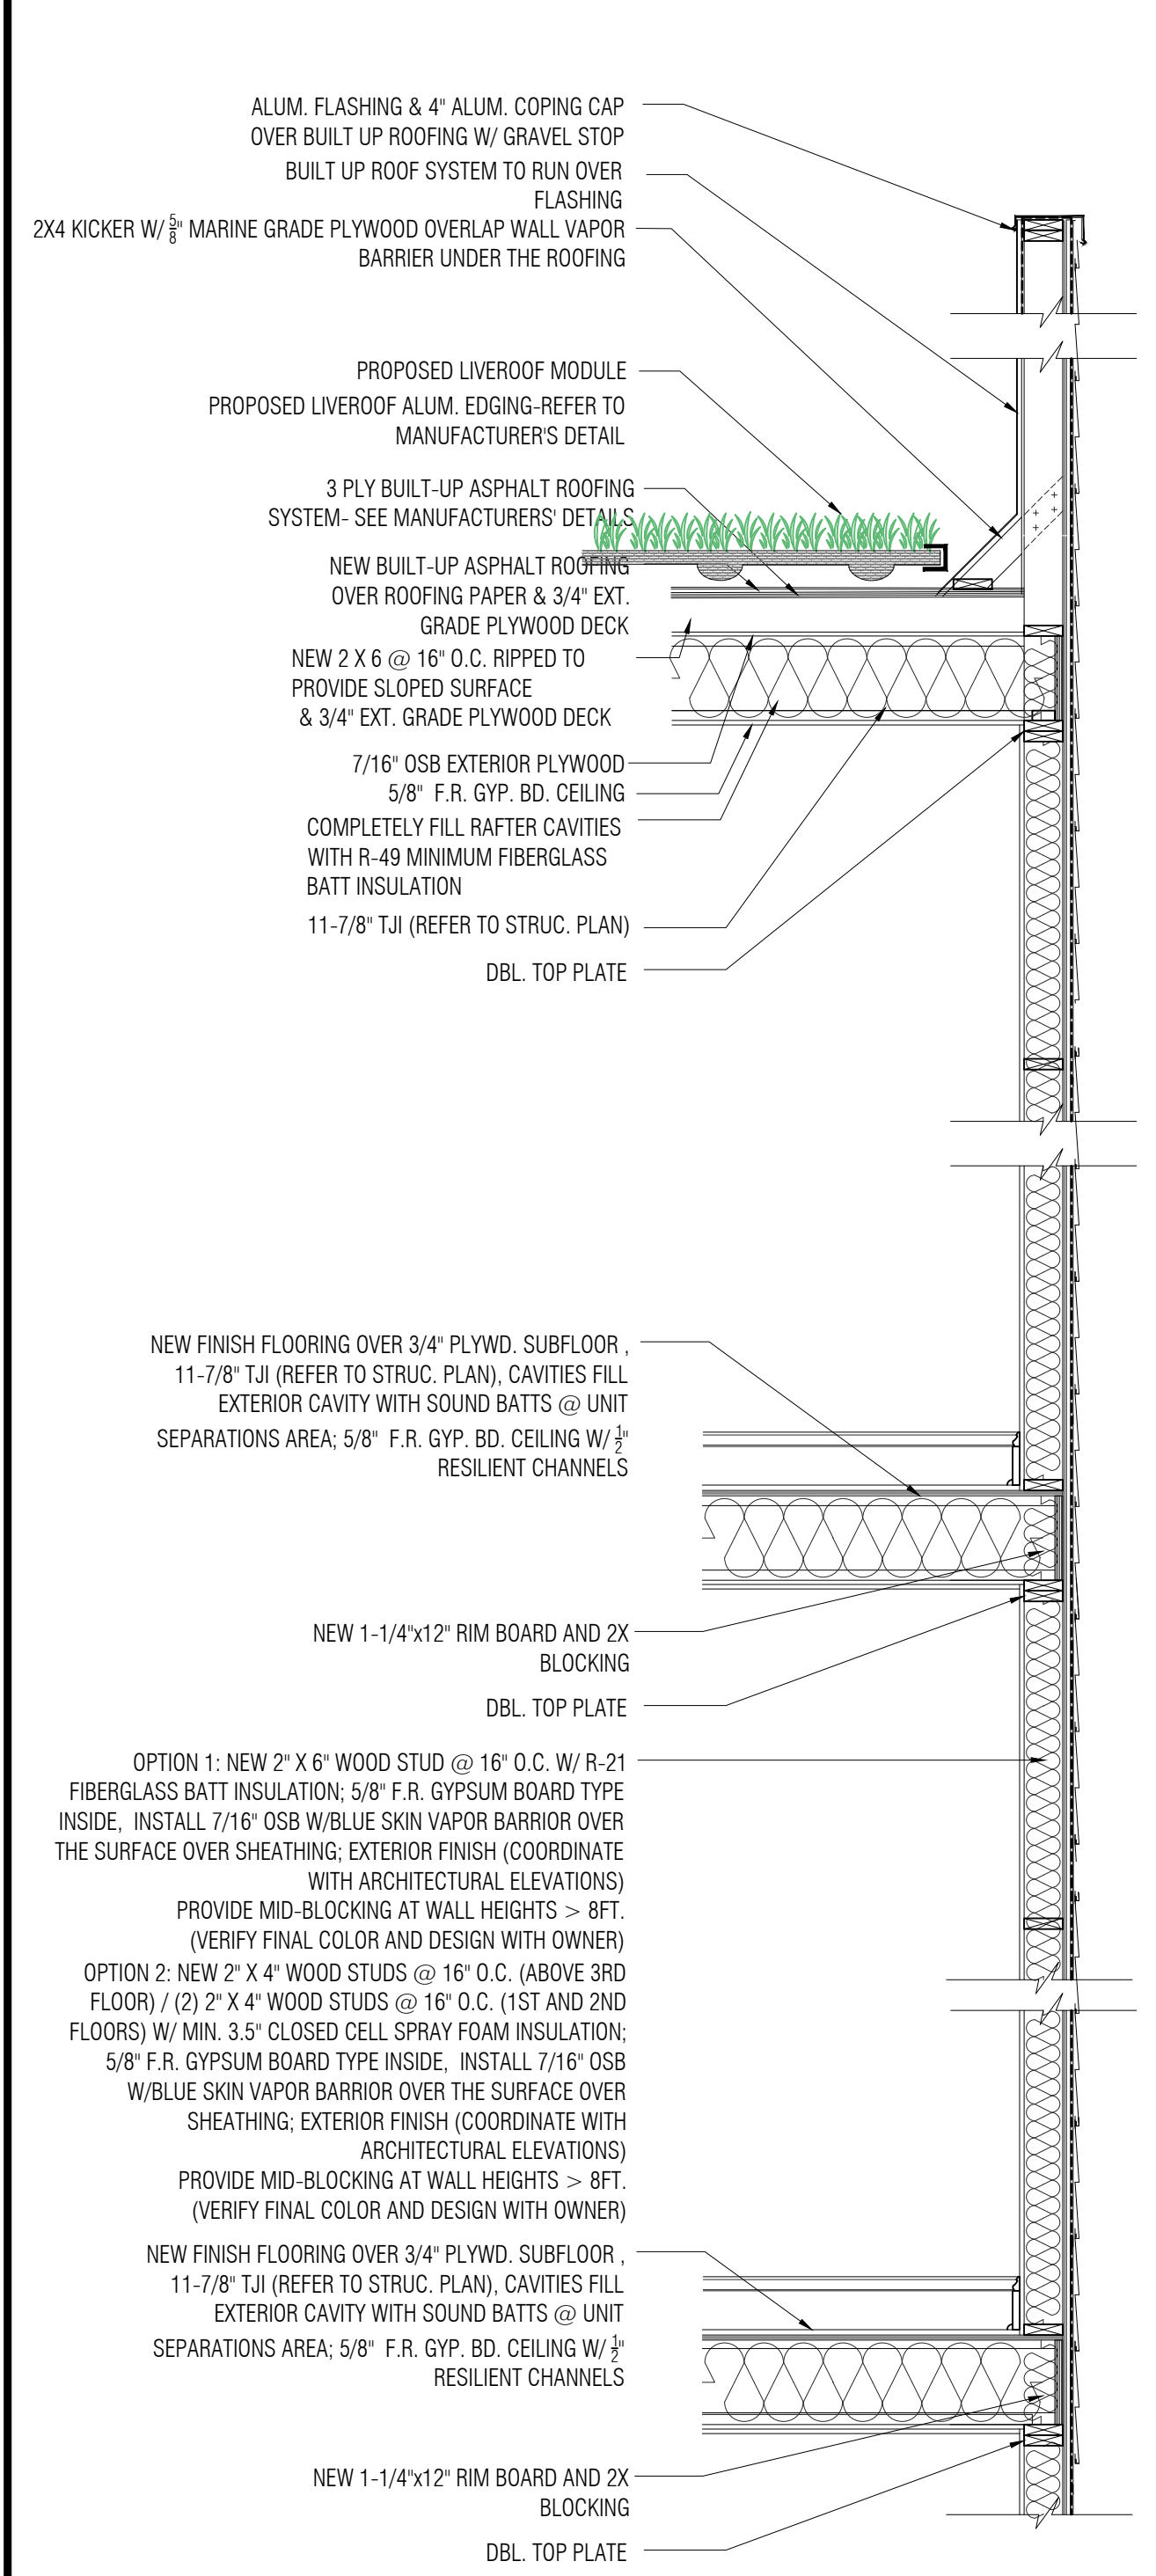 ALUM. FLASHING & 4" ALUM. COPING CAP
OVER BUILT UP ROOFING W/ GRAVEL STOP
BUILT UP ROOF SYSTEM TO RUN OVER
FLASHING
2X4 KICKER W/ 5/8" MARINE GRADE PLYWOOD OVERLAP WALL VAPOR
BARRIER UNDER THE ROOFING
PROPOSED LIVEROOF MODULE
PROPOSED LIVEROOF ALUM. EDGING-REFER TO
MANUFACTURER'S DETAIL
3 PLY BUILT-UP ASPHALT ROOFING
SYSTEM- SEE MANUFACTURERS' DETAILS
NEW BUILT-UP ASPHALT ROOFING
OVER ROOFING PAPER & 3/4" EXT.
GRADE PLYWOOD DECK
NEW 2 X 6 @ 16" O.C. RIPPED TO
PROVIDE SLOPED SURFACE
& 3/4" EXT. GRADE PLYWOOD DECK
7/16" OSB EXTERIOR PLYWOOD
5/8" F.R. GYP. BD. CEILING
COMPLETELY FILL RAFTER CAVITIES
WITH R-49 MINIMUM FIBERGLASS
BATT INSULATION
11-7/8" TJI (REFER TO STRUC. PLAN)
DBL. TOP PLATE
NEW FINISH FLOORING OVER 3/4" PLYWD. SUBFLOOR ,
11-7/8" TJI (REFER TO STRUC. PLAN), CAVITIES FILL
EXTERIOR CAVITY WITH SOUND BATTS @ UNIT
SEPARATIONS AREA; 5/8" F.R. GYP. BD. CEILING W/ 1/2"
RESILIENT CHANNELS
NEW 1-1/4"x12" RIM BOARD AND 2X
BLOCKING
DBL. TOP PLATE
OPTION 1: NEW 2" X 6" WOOD STUD @ 16" O.C. W/ R-21
FIBERGLASS BATT INSULATION; 5/8" F.R. GYPSUM BOARD TYPE
INSIDE, INSTALL 7/16" OSB W/BLUE SKIN VAPOR BARRIOR OVER
THE SURFACE OVER SHEATHING; EXTERIOR FINISH (COORDINATE
WITH ARCHITECTURAL ELEVATIONS)
PROVIDE MID-BLOCKING AT WALL HEIGHTS > 8FT.
(VERIFY FINAL COLOR AND DESIGN WITH OWNER)
OPTION 2: NEW 2" X 4" WOOD STUDS @ 16" O.C. (ABOVE 3RD
FLOOR) / (2) 2" X 4" WOOD STUDS @ 16" O.C. (1ST AND 2ND
FLOORS) W/ MIN. 3.5" CLOSED CELL SPRAY FOAM INSULATION;
5/8" F.R. GYPSUM BOARD TYPE INSIDE, INSTALL 7/16" OSB
W/BLUE SKIN VAPOR BARRIOR OVER THE SURFACE OVER
SHEATHING; EXTERIOR FINISH (COORDINATE WITH
ARCHITECTURAL ELEVATIONS)
PROVIDE MID-BLOCKING AT WALL HEIGHTS > 8FT.
(VERIFY FINAL COLOR AND DESIGN WITH OWNER)
NEW FINISH FLOORING OVER 3/4" PLYWD. SUBFLOOR ,
11-7/8" TJI (REFER TO STRUC. PLAN), CAVITIES FILL
EXTERIOR CAVITY WITH SOUND BATTS @ UNIT
SEPARATIONS AREA; 5/8" F.R. GYP. BD. CEILING W/ 1/2"
RESILIENT CHANNELS
NEW 1-1/4"x12" RIM BOARD AND 2X
BLOCKING
DBL. TOP PLATE